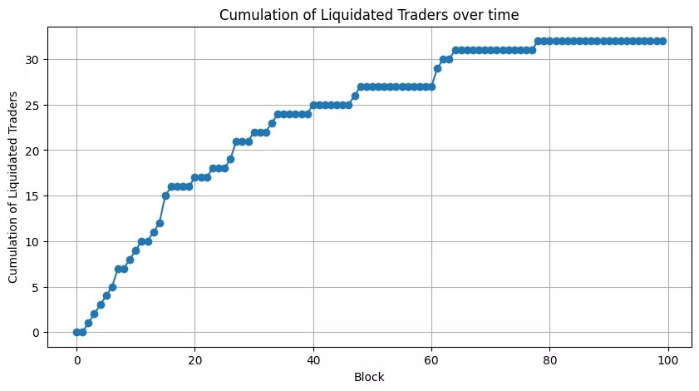 Cumulation of Liquidated Traders over time
Cumulation of Liquidated Traders
30
25
20
15
10
5
0
0 20 40 60 80 100
Block